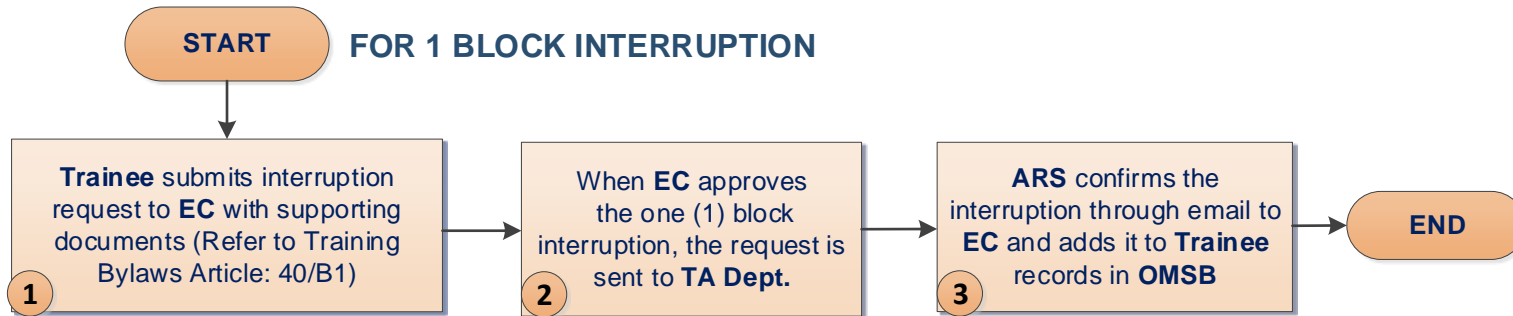 START
FOR 1 BLOCK INTERRUPTION
Trainee submits interruption
request to EC with supporting
documents (Refer to Training
Bylaws Article: 40/B1)
1
When EC approves
the one (1) block
interruption, the request is
sent to TA Dept.
2
ARS confirms the
interruption through email to
EC and adds it to Trainee
records in OMSB
3
END